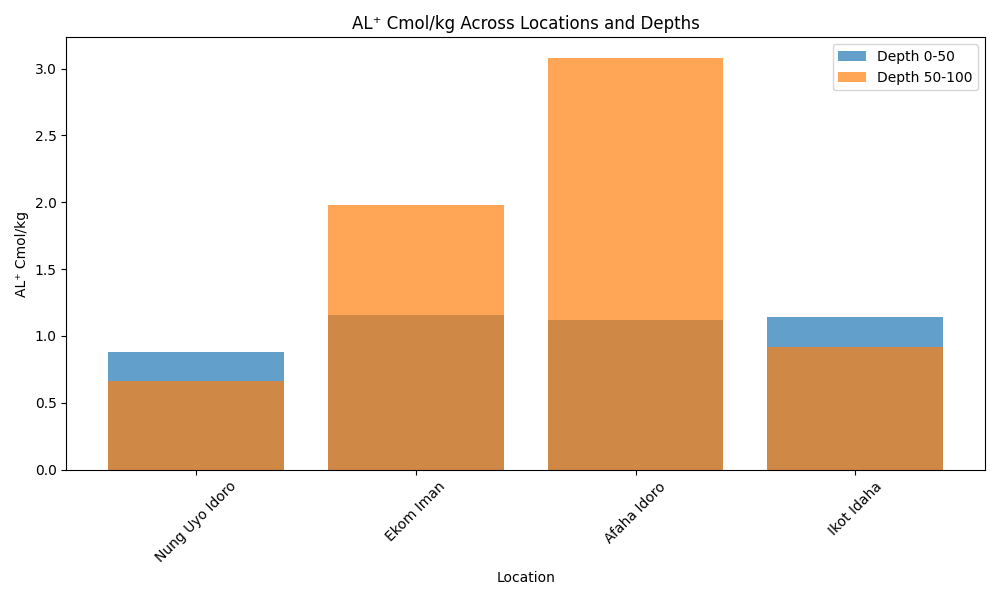 AL⁺ Cmol/kg Across Locations and Depths
Depth 0-50
Depth 50-100
AL⁺ Cmol/kg
3.0
2.5
2.0
1.5
1.0
0.5
0.0
Nung Uyo Idoro
Ekom Iman
Afaha Idoro
Ikot Idaha
Location